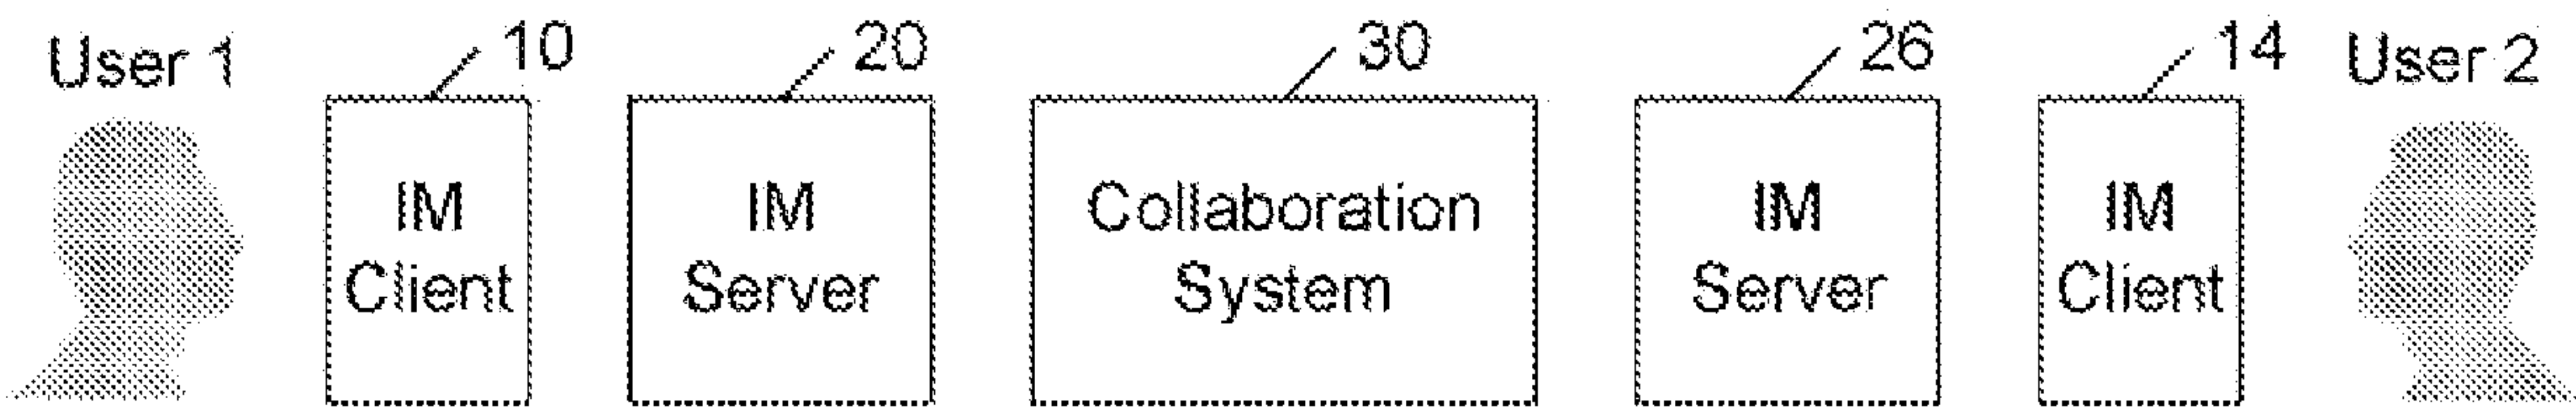 User 1
10
20
30
26
14
User 2
IM
Client
IM
Server
Collaboration
System
IM
Server
IM
Client